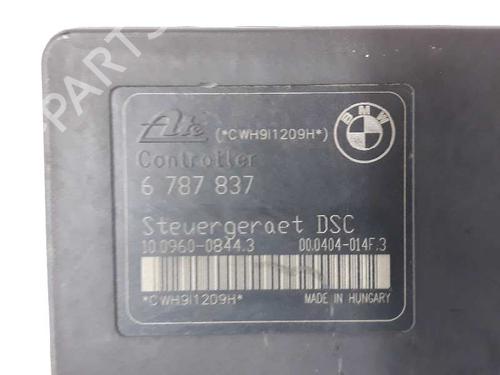 PARTS
Ate (*CWH9I1209H*)
BMW
Controller
6 787 837
Steuergeraet DSC
10.0960-0844.3 00.0404-014F.3
*CWH9I1209H* MADE IN HUNGARY